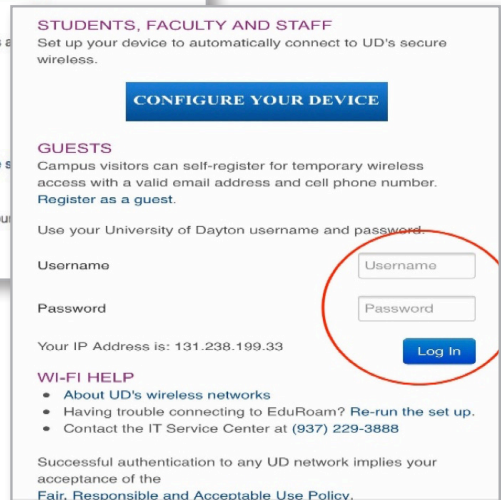 STUDENTS, FACULTY AND STAFF
Set up your device to automatically connect to UD's secure
wireless.
CONFIGURE YOUR DEVICE
GUESTS
Campus visitors can self-register for temporary wireless
access with a valid email address and cell phone number.
Register as a guest.
Use your University of Dayton username and password.
Username Username
Password Password
Your IP Address is: 131.238.199.33 Log In
WI-FI HELP
• About UD's wireless networks
• Having trouble connecting to EduRoam? Re-run the set up.
• Contact the IT Service Center at (937) 229-3888
Successful authentication to any UD network implies your
acceptance of the
Fair, Responsible and Acceptable Use Policy.